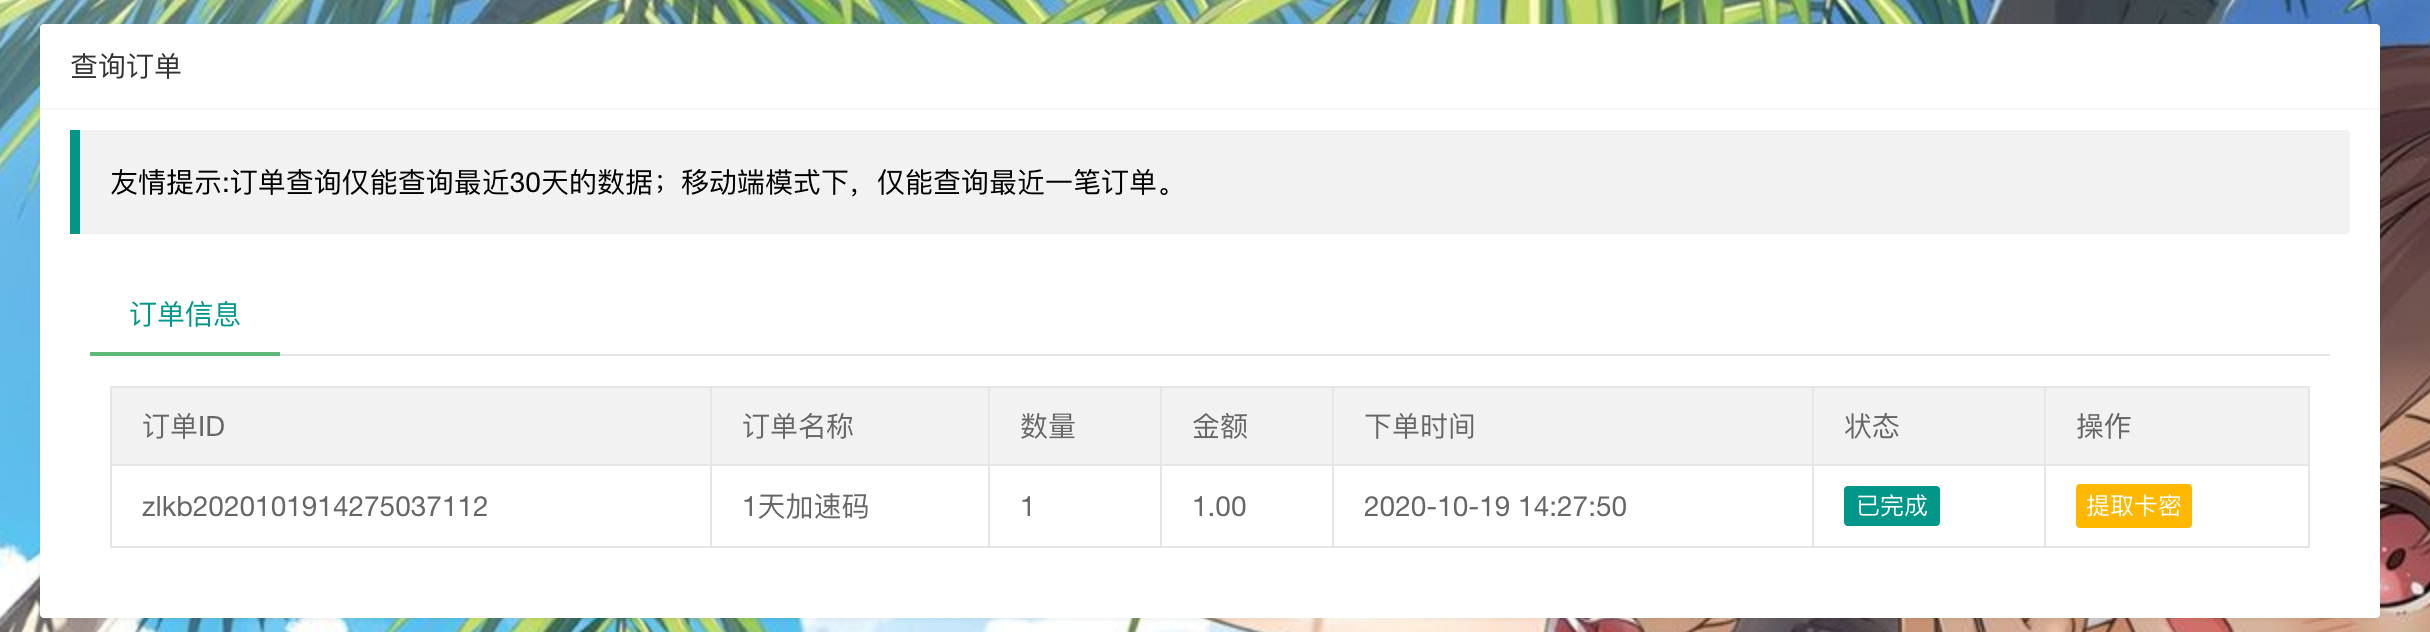 查询订单
友情提示:订单查询仅能查询最近30天的数据；移动端模式下，仅能查询最近一笔订单。
订单信息
订单ID 订单名称 数量 金额 下单时间 状态 操作
zlkb2020101914275037112 1天加速码 1 1.00 2020-10-19 14:27:50 已完成 提取卡密